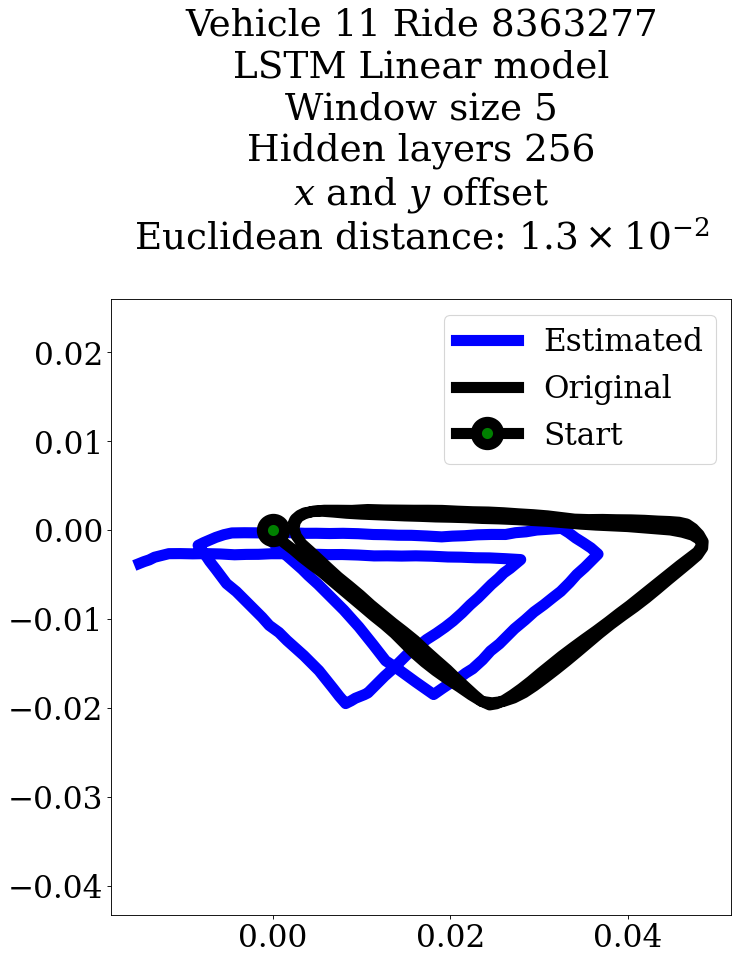 Vehicle 11 Ride 8363277
LSTM Linear model
Window size 5
Hidden layers 256
x and y offset
Euclidean distance: 1.3 × 10⁻²
Estimated
Original
Start
0.02
0.01
0.00
−0.01
−0.02
−0.03
−0.04
0.00 0.02 0.04